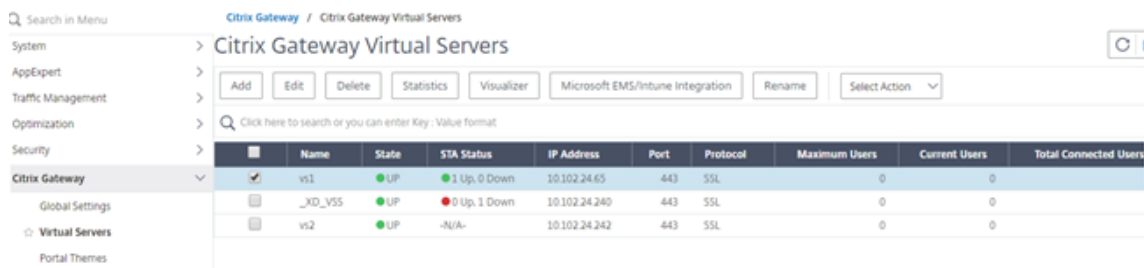 Search in Menu
System
AppExpert
Traffic Management
Optimization
Security
Citrix Gateway
Global Settings
Virtual Servers
Portal Themes
Citrix Gateway / Citrix Gateway Virtual Servers
Citrix Gateway Virtual Servers
Add Edit Delete Statistics Visualizer Microsoft EMS/Intune Integration Rename Select Action
Click here to search or you can enter Key : Value format
Name State STA Status IP Address Port Protocol Maximum Users Current Users Total Connected Users
vs1 UP 1 Up, 0 Down 10.102.24.65 443 SSL 0 0
_XD_VSS UP 0 Up, 1 Down 10.102.24.240 443 SSL 0 0
vs2 UP -N/A- 10.102.24.242 443 SSL 0 0